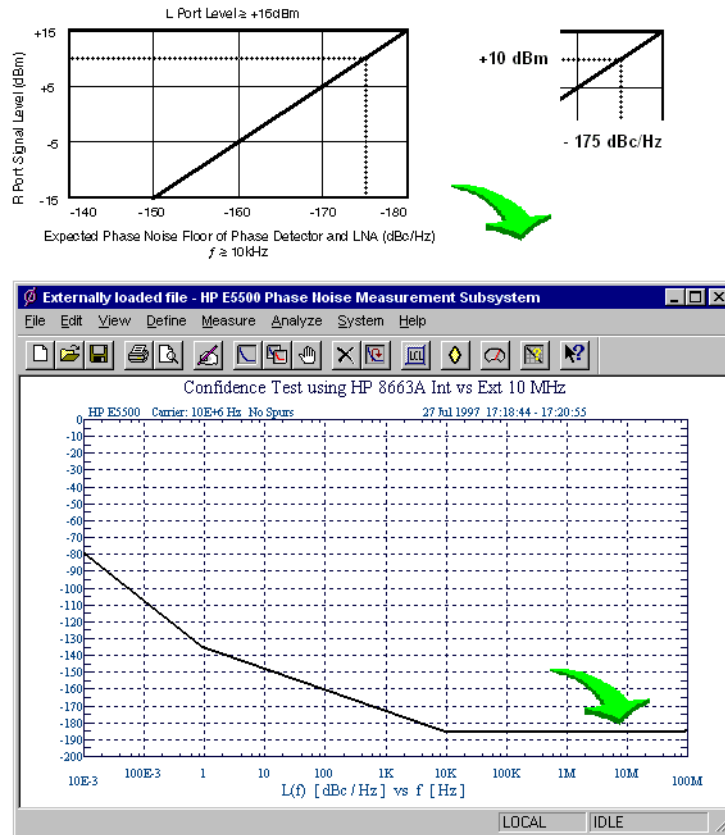 L Port Level ≥ +15dBm
+15
+5
-5
-15
R Port Signal Level (dBm)
-140 -150 -160 -170 -180
Expected Phase Noise Floor of Phase Detector and LNA (dBc/Hz)
f ≥ 10kHz
+10 dBm
- 175 dBc/Hz
Externally loaded file - HP E5500 Phase Noise Measurement Subsystem
File Edit View Define Measure Analyze System Help
LCL
Confidence Test using HP 8663A Int vs Ext 10 MHz
HP E5500 Carrier: 10E+6 Hz No Spurs 27 Jul 1997 17:18:44 - 17:20:55
0
-10
-20
-30
-40
-50
-60
-70
-80
-90
-100
-110
-120
-130
-140
-150
-160
-170
-180
-190
-200
10E-3 100E-3 1 10 100 1K 10K 100K 1M 10M 100M
L(f) [ dBc / Hz ] vs f [ Hz ]
LOCAL IDLE